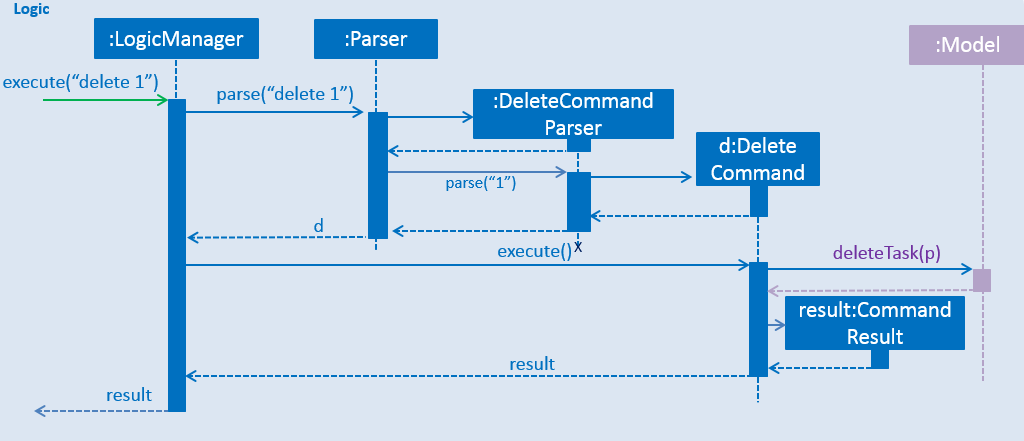 Logic
:LogicManager
:Parser
:Model
execute(“delete 1”)
parse(“delete 1”)
:DeleteCommand
Parser
d:Delete
Command
parse(“1”)
d
execute()
x
deleteTask(p)
result:Command
Result
result
result